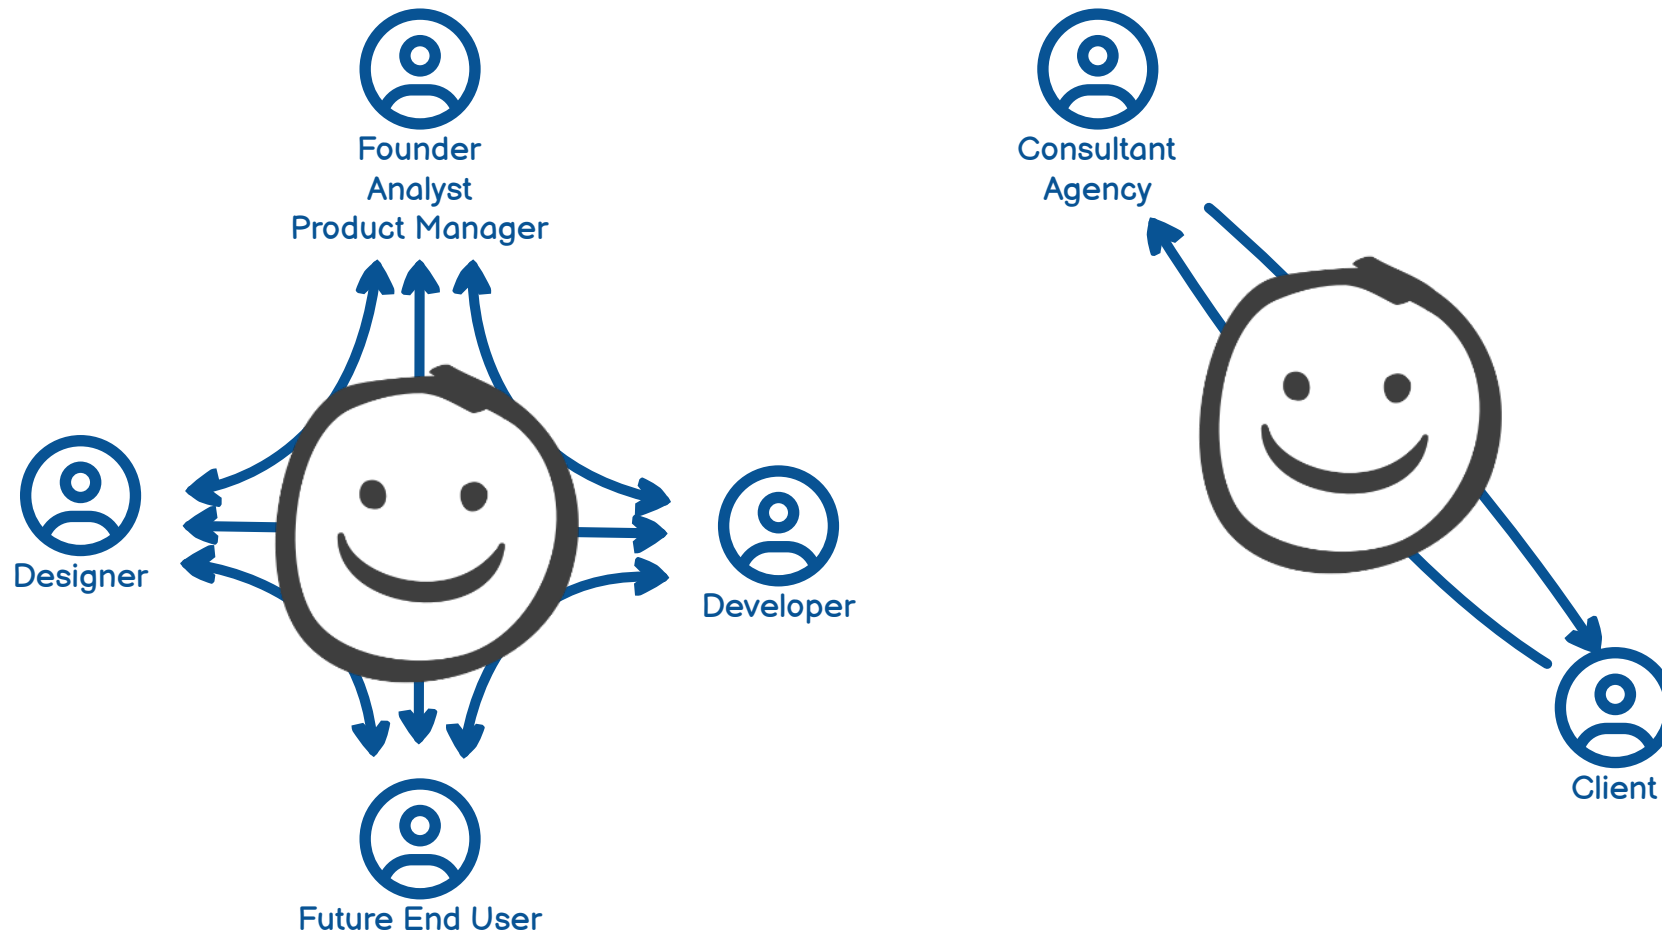 Founder
Analyst
Product Manager
Designer
Developer
Future End User
Consultant
Agency
Client